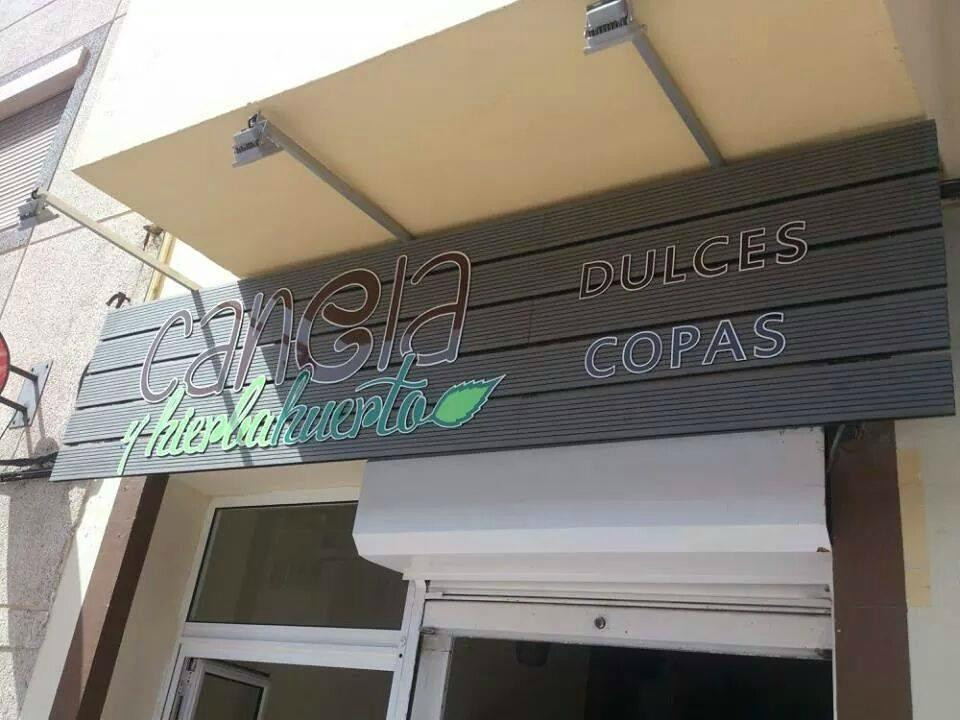 canela
y hierbahuerto
DULCES
COPAS